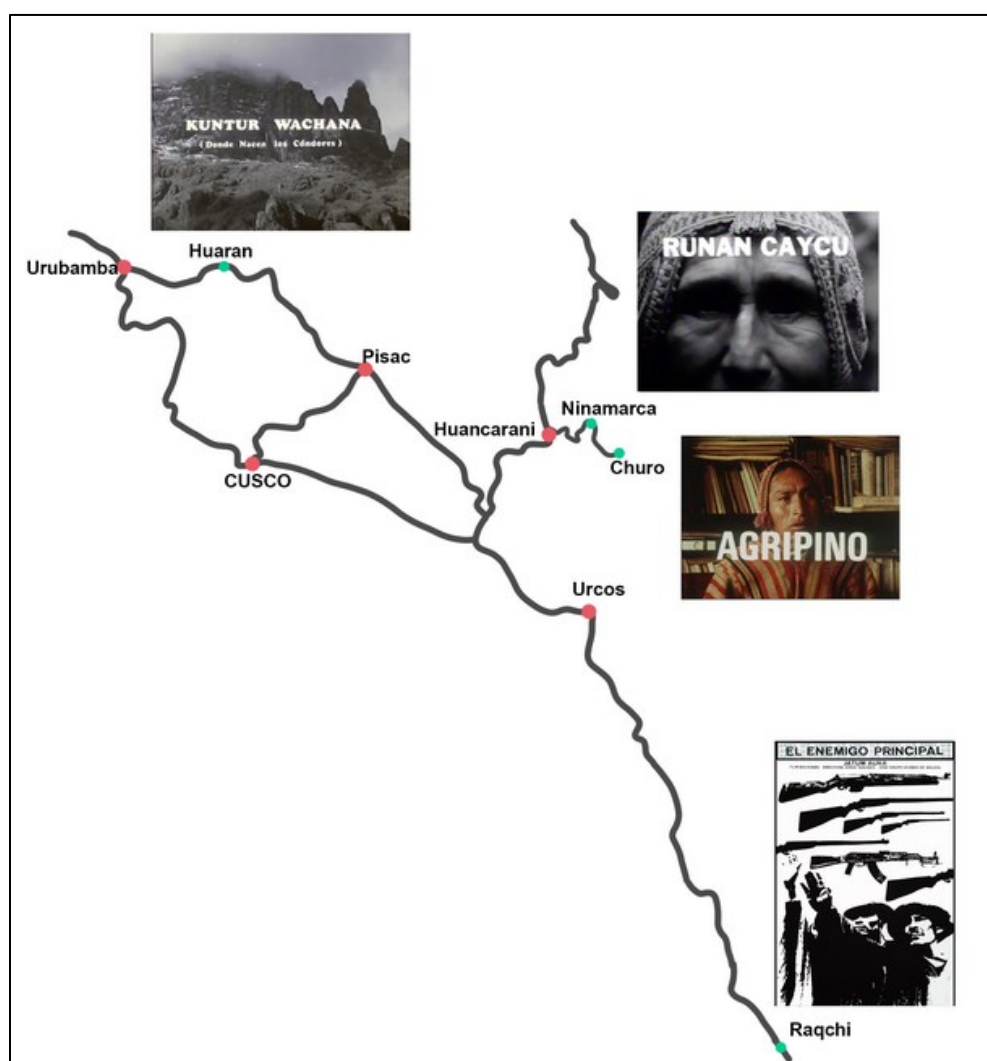 KUNTUR WACHANA
(Donde Nacen los Cóndores)
RUNAN CAYCU
Huaran
Urubamba
Pisac
Ninamarca
Huancarani
Churo
CUSCO
AGRIPINO
Urcos
EL ENEMIGO PRINCIPAL
JATUM AUKA
Raqchi